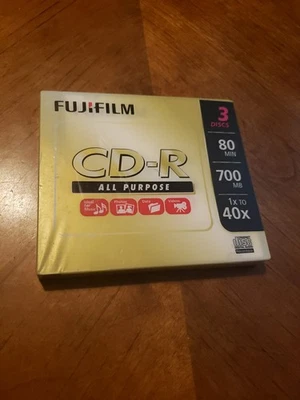 FUJIFILM
CD-R
ALL PURPOSE
3
DISCS
80
MIN
700
MB
1X TO
40X